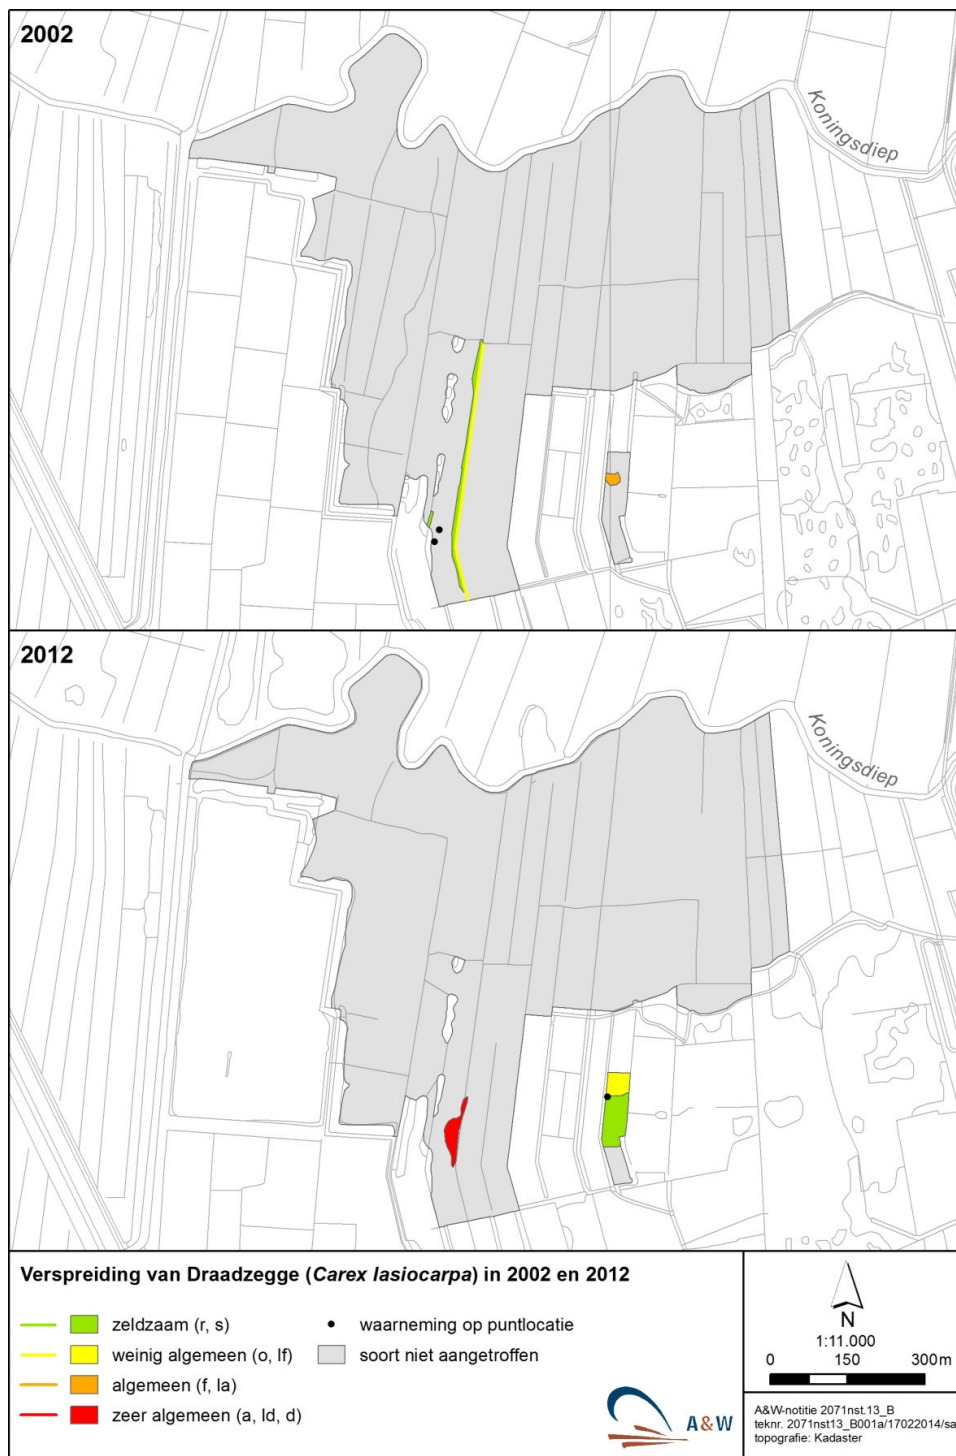 2002
Koningsdiep
2012
Koningsdiep
Verspreiding van Draadzegge (Carex lasiocarpa) in 2002 en 2012
zeldzaam (r, s)
weinig algemeen (o, lf)
algemeen (f, la)
zeer algemeen (a, ld, d)
waarneming op puntlocatie
soort niet aangetroffen
A&W
N
1:11.000
0 150 300 m
A&W-notitie 2071nst.13_B
teknr. 2071nst13_B001a/17022014/sa
topografie: Kadaster